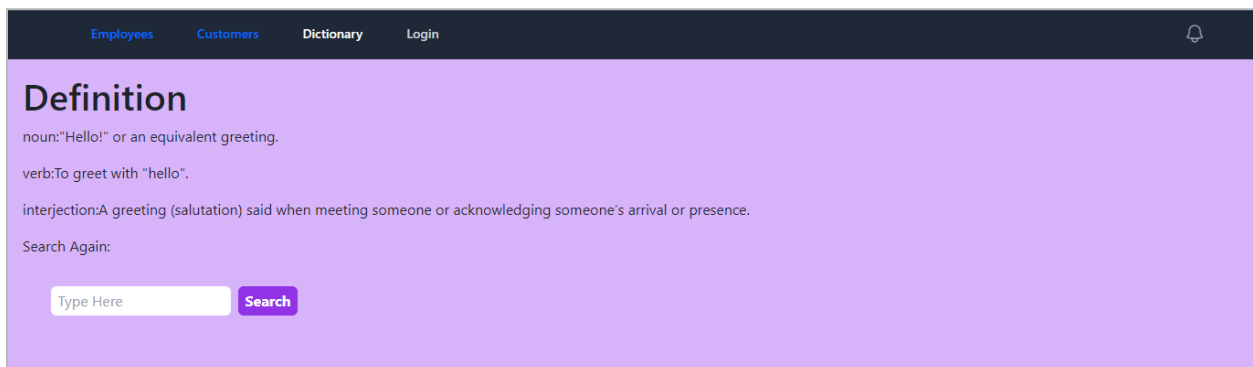 Employees Customers Dictionary Login
Definition
noun:"Hello!" or an equivalent greeting.
verb:To greet with "hello".
interjection:A greeting (salutation) said when meeting someone or acknowledging someone’s arrival or presence.
Search Again:
Type Here Search